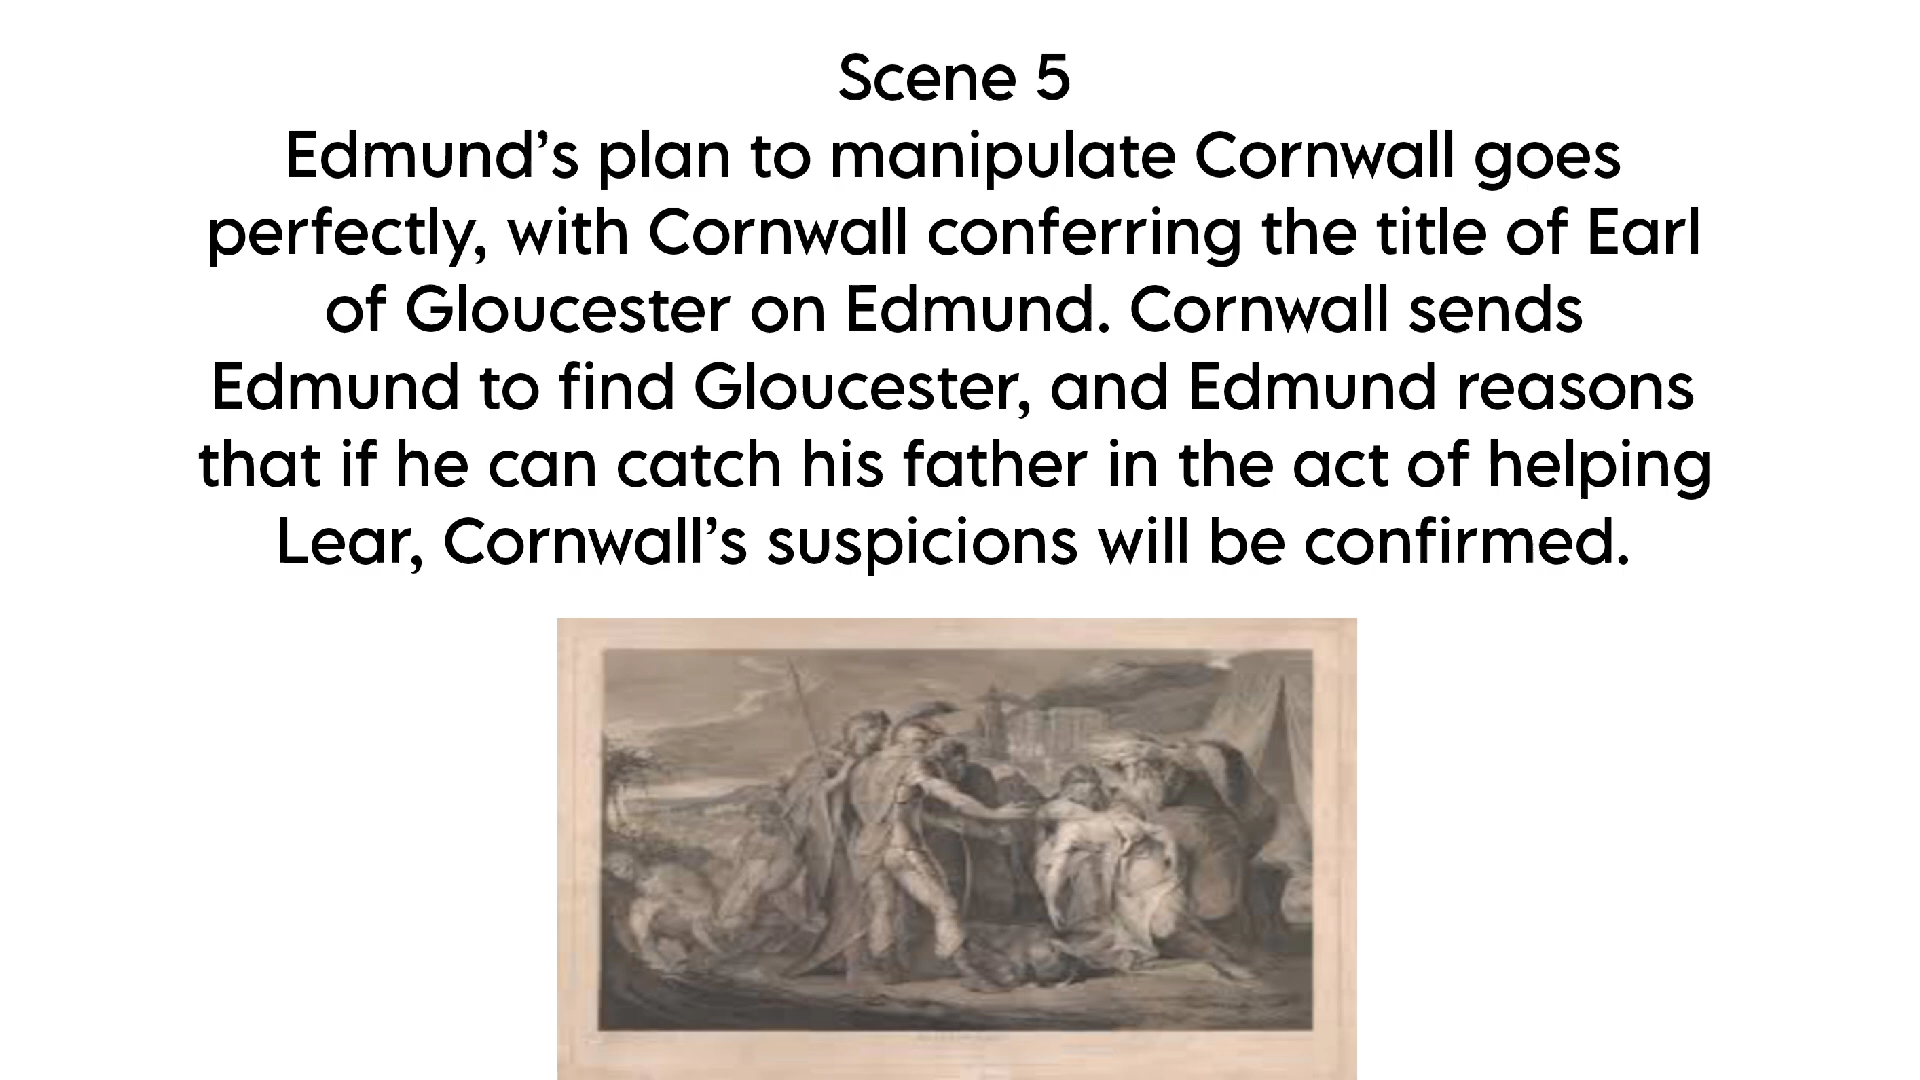 Scene 5
Edmund’s plan to manipulate Cornwall goes
perfectly, with Cornwall conferring the title of Earl
of Gloucester on Edmund. Cornwall sends
Edmund to find Gloucester, and Edmund reasons
that if he can catch his father in the act of helping
Lear, Cornwall’s suspicions will be confirmed.